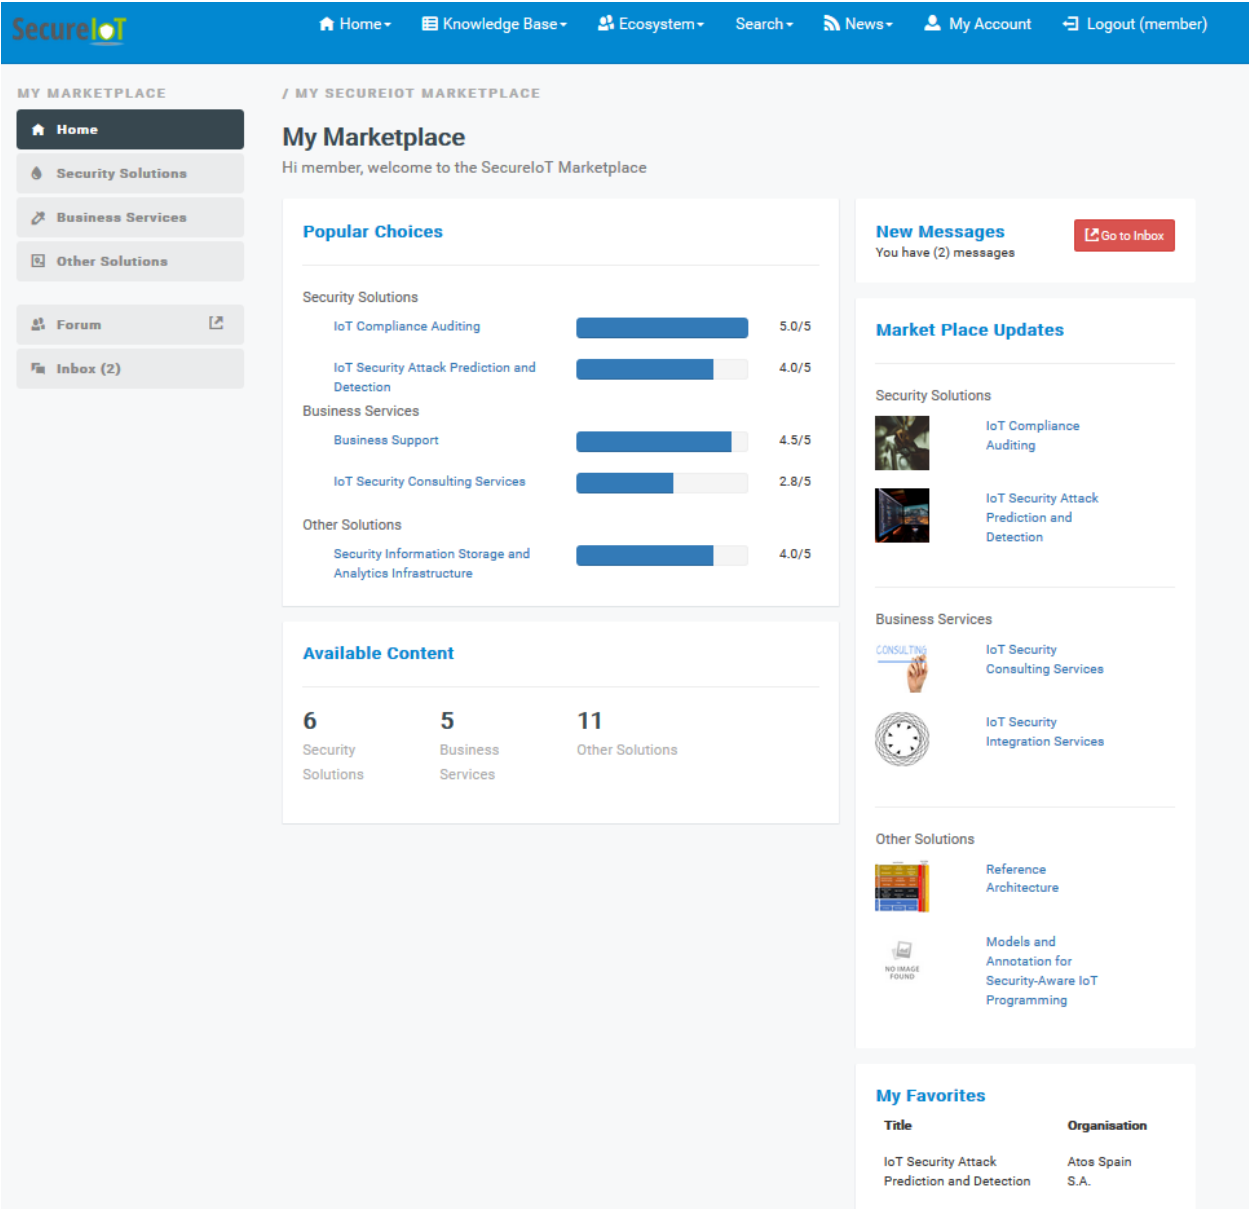 SecureIoT
Home
Knowledge Base
Ecosystem
Search
News
My Account
Logout (member)
MY MARKETPLACE
Home
Security Solutions
Business Services
Other Solutions
Forum
Inbox (2)
/ MY SECUREIOT MARKETPLACE
My Marketplace
Hi member, welcome to the SecureIoT Marketplace
Popular Choices
Security Solutions
IoT Compliance Auditing
5.0/5
IoT Security Attack Prediction and
Detection
4.0/5
Business Services
Business Support
4.5/5
IoT Security Consulting Services
2.8/5
Other Solutions
Security Information Storage and
Analytics Infrastructure
4.0/5
Available Content
6
Security
Solutions
5
Business
Services
11
Other Solutions
New Messages
You have (2) messages
Go to Inbox
Market Place Updates
Security Solutions
IoT Compliance
Auditing
IoT Security Attack
Prediction and
Detection
Business Services
CONSULTING
IoT Security
Consulting Services
IoT Security
Integration Services
Other Solutions
Reference
Architecture
NO IMAGE
FOUND
Models and
Annotation for
Security-Aware IoT
Programming
My Favorites
Title
Organisation
IoT Security Attack
Prediction and Detection
Atos Spain
S.A.